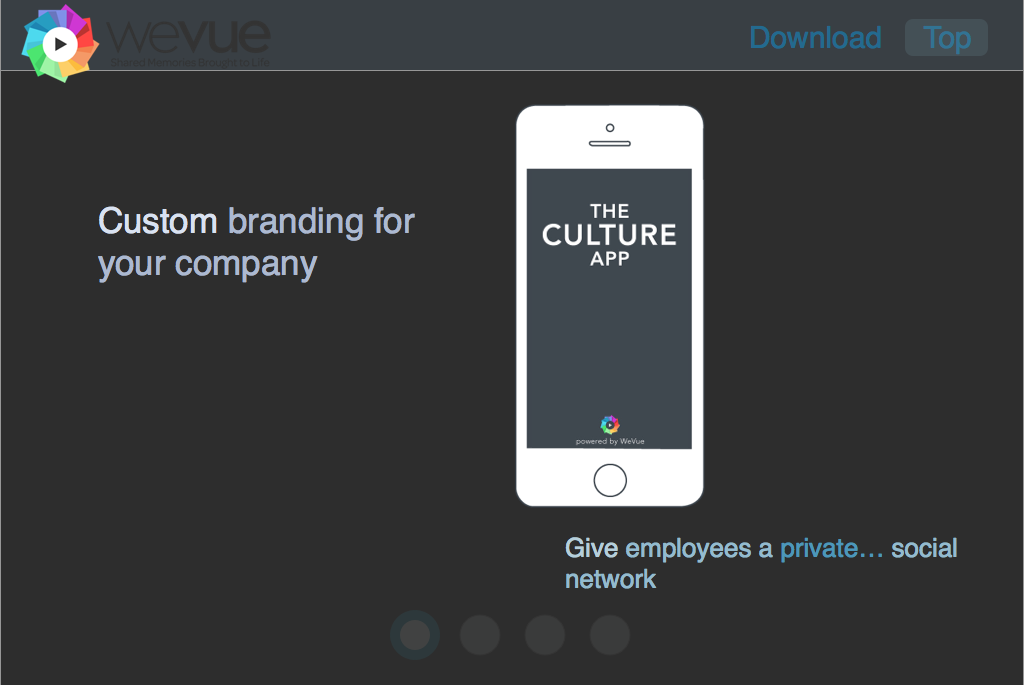 wevue
Shared Memories Brought to Life
Download
Top
Custom branding for
your company
THE
CULTURE
APP
powered by WeVue
Give employees a private... social
network